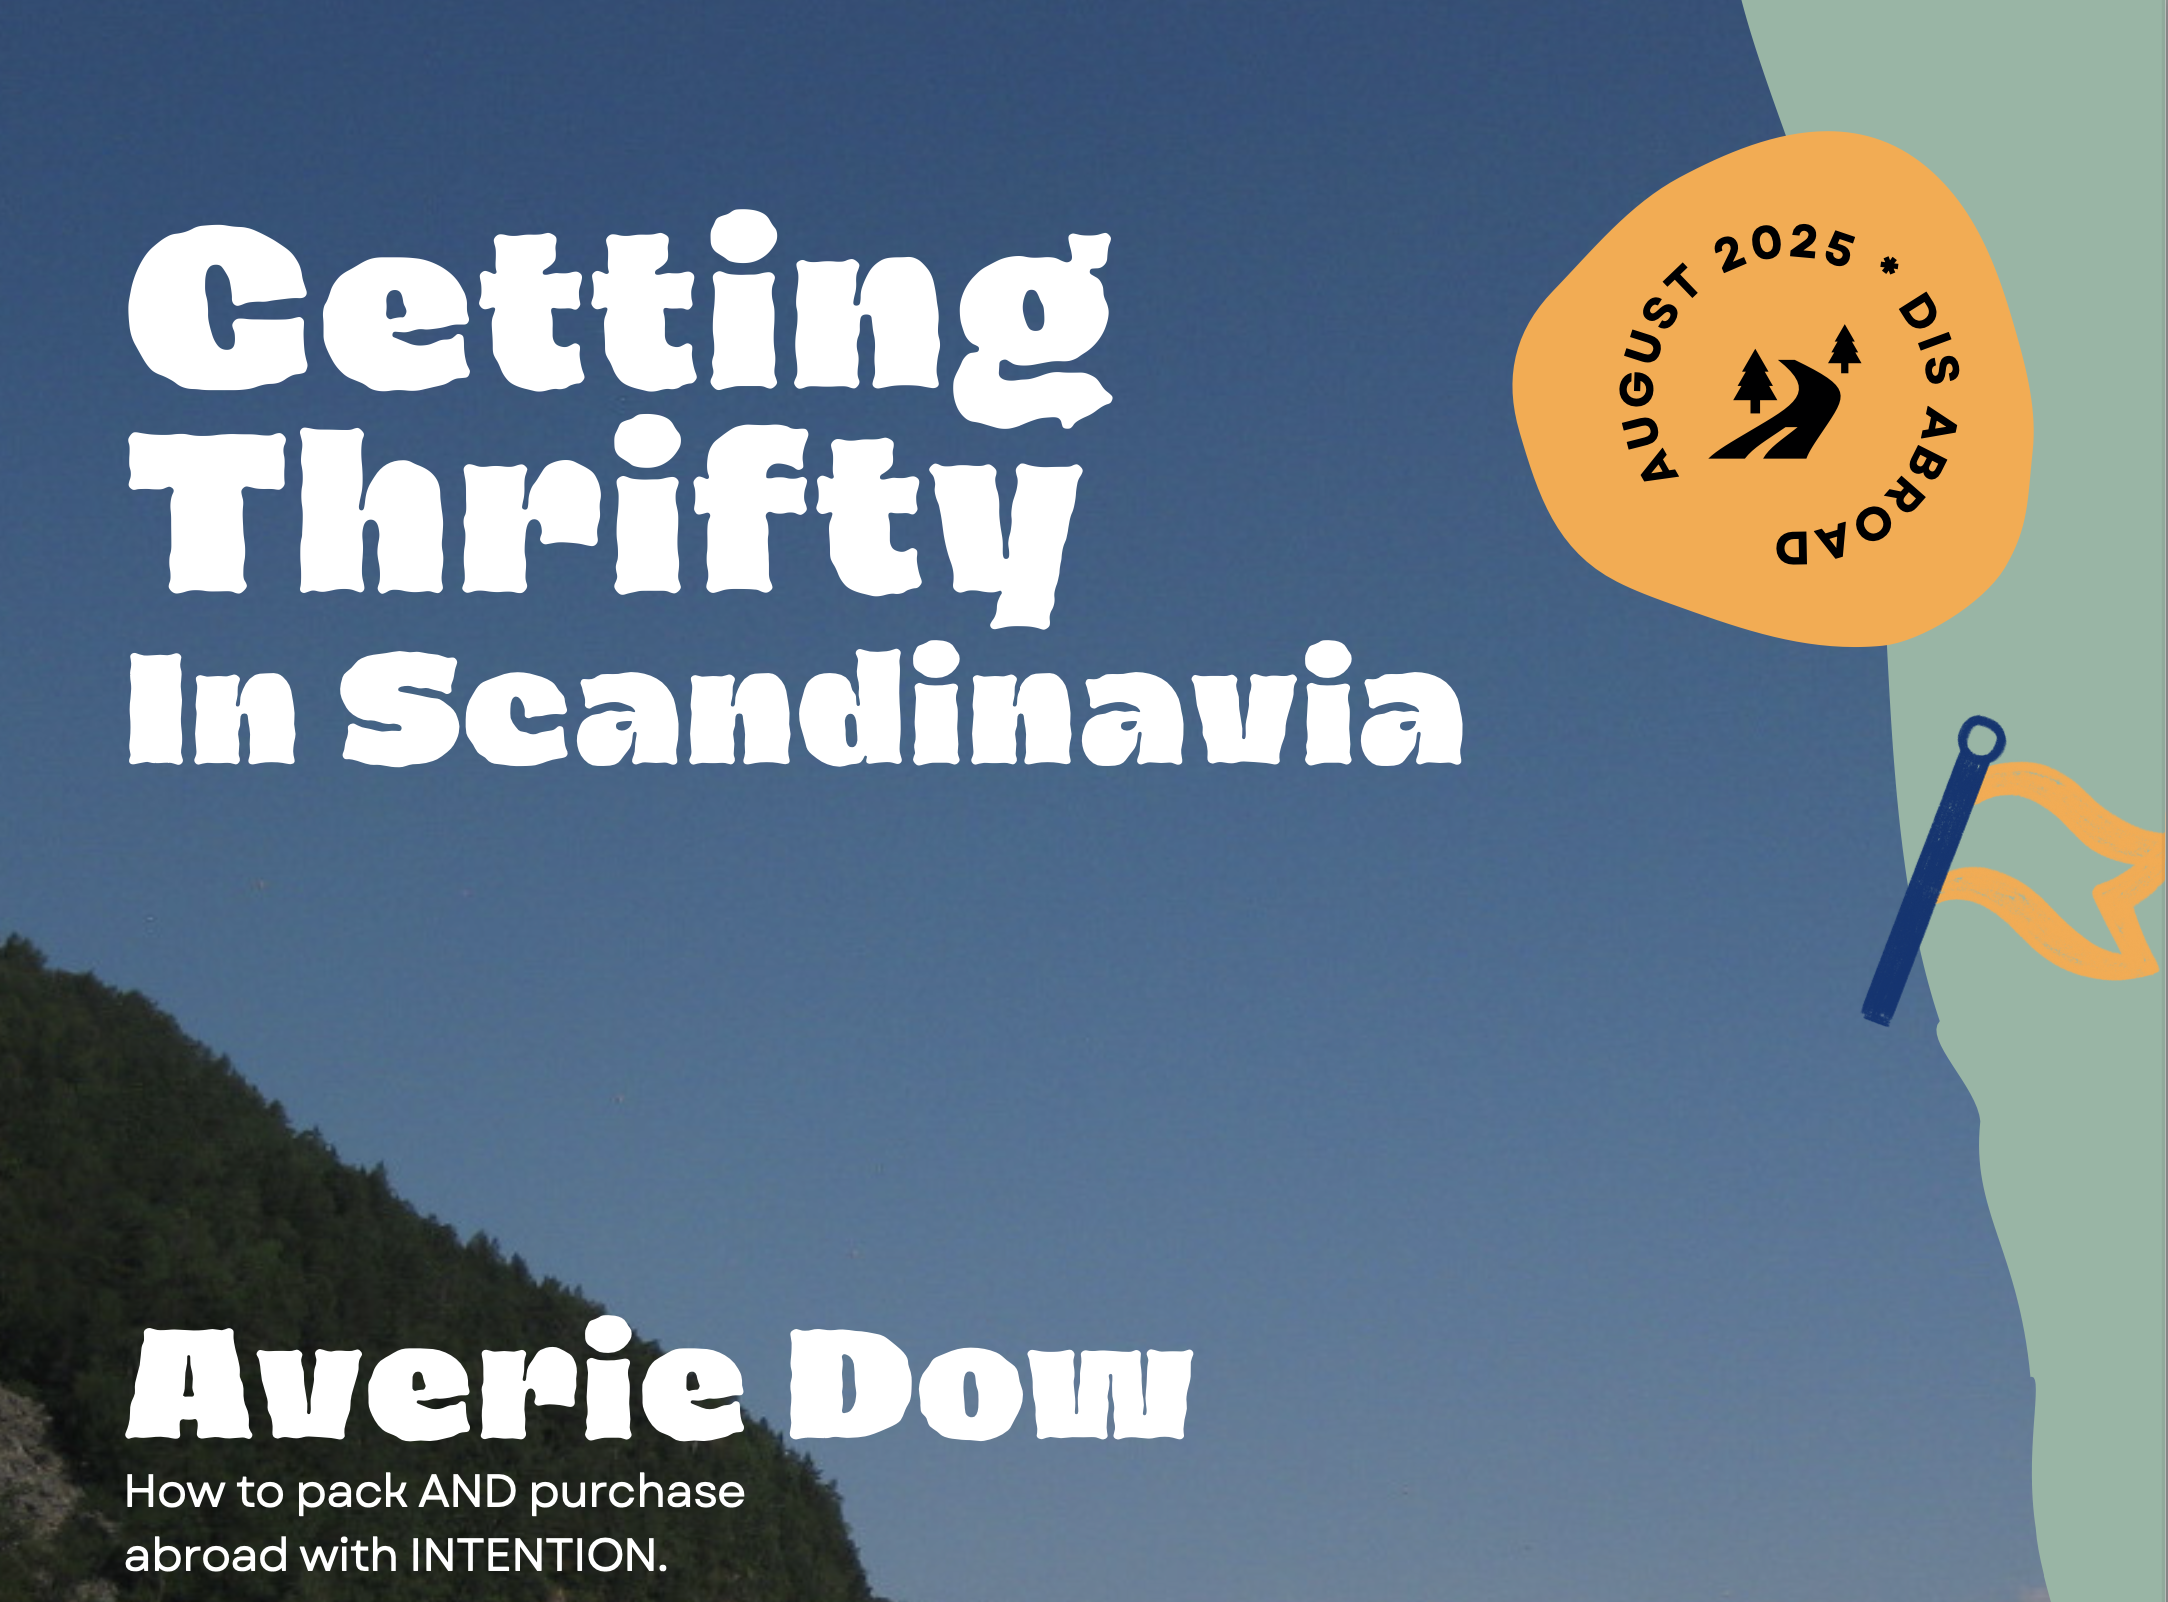 Getting
Thrifty
In Scandinavia
AUGUST 2025 * DIS ABROAD
Averie Dow
How to pack AND purchase
abroad with INTENTION.